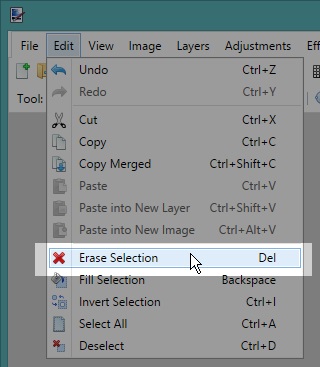 File Edit View Image Layers Adjustments Eff
Tool:
Undo Ctrl+Z
Redo Ctrl+Y
Cut Ctrl+X
Copy Ctrl+C
Copy Merged Ctrl+Shift+C
Paste Ctrl+V
Paste into New Layer Ctrl+Shift+V
Paste into New Image Ctrl+Alt+V
Erase Selection Del
Fill Selection Backspace
Invert Selection Ctrl+I
Select All Ctrl+A
Deselect Ctrl+D